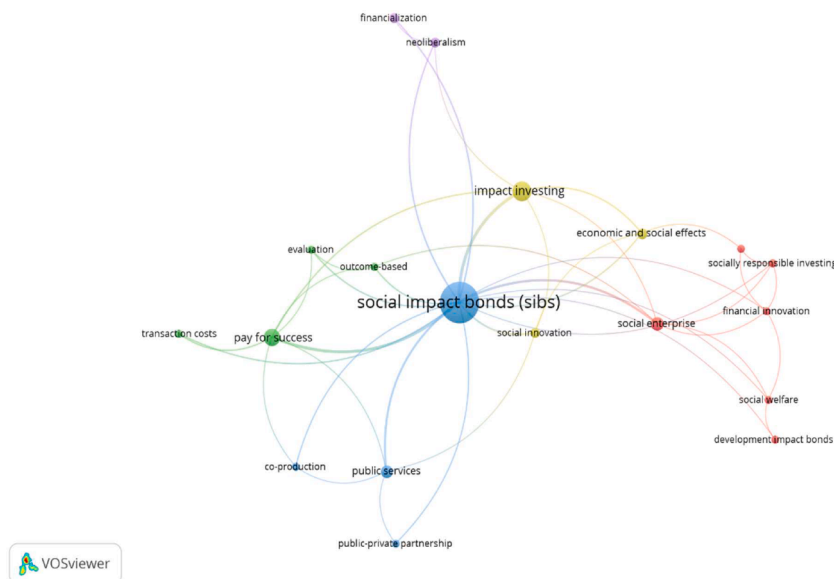 financialization
neoliberalism
impact investing
economic and social effects
evaluation
outcome-based
socially responsible investing
social impact bonds (sibs)
financial innovation
social enterprise
transaction costs
pay for success
social innovation
social welfare
development impact bonds
co-production
public services
public-private partnership
VOSviewer